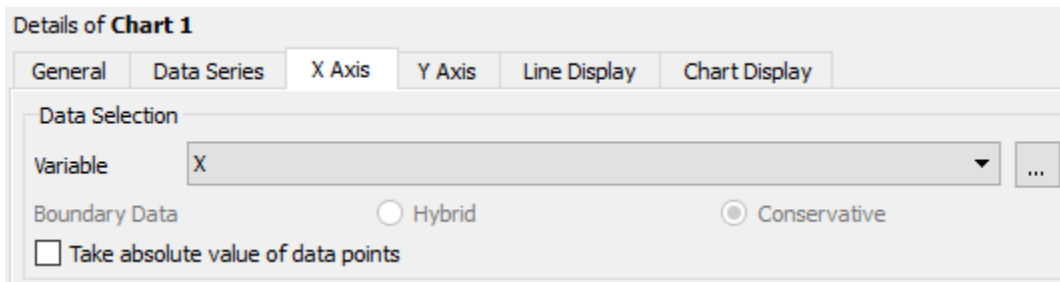 Details of Chart 1
General Data Series X Axis Y Axis Line Display Chart Display
Data Selection
Variable X ...
Boundary Data Hybrid Conservative
Take absolute value of data points